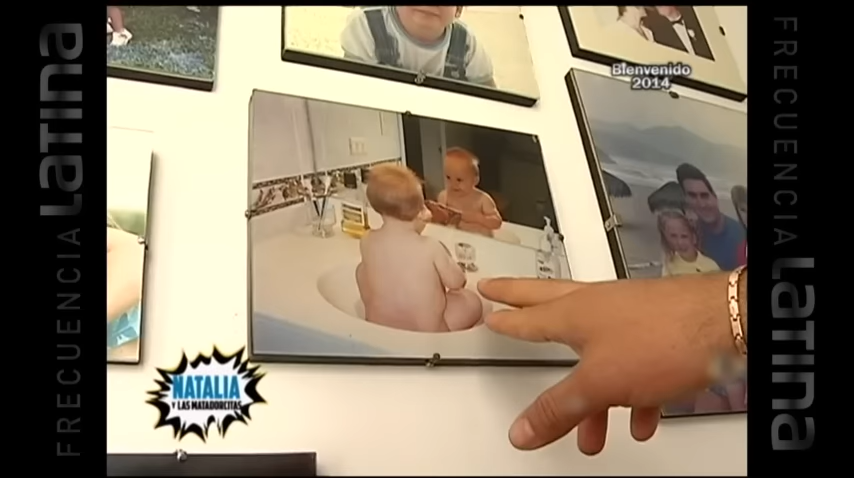 FRECUENCIA Latina
Bienvenido
2014
NATALIA
Y LAS MATADORCITAS
FRECUENCIA Latina